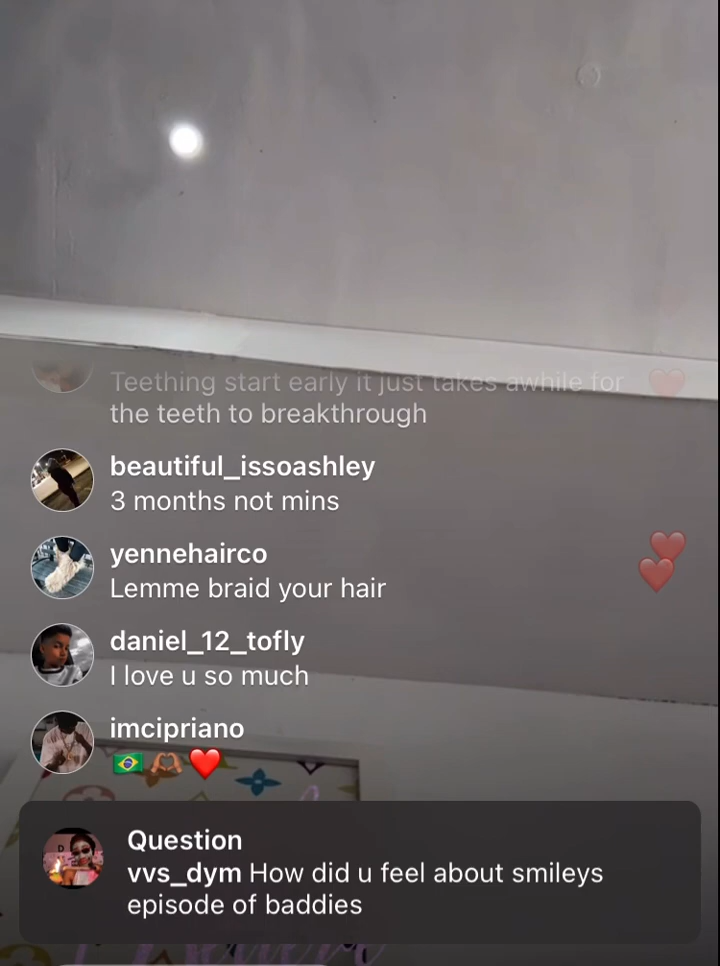 Teething start early it just takes awhile for
the teeth to breakthrough
beautiful_issoashley
3 months not mins
yennehairco
Lemme braid your hair
daniel_12_tofly
I love u so much
imcipriano
🇧🇷🫶🏽❤️
Question
vvs_dym How did u feel about smileys
episode of baddies